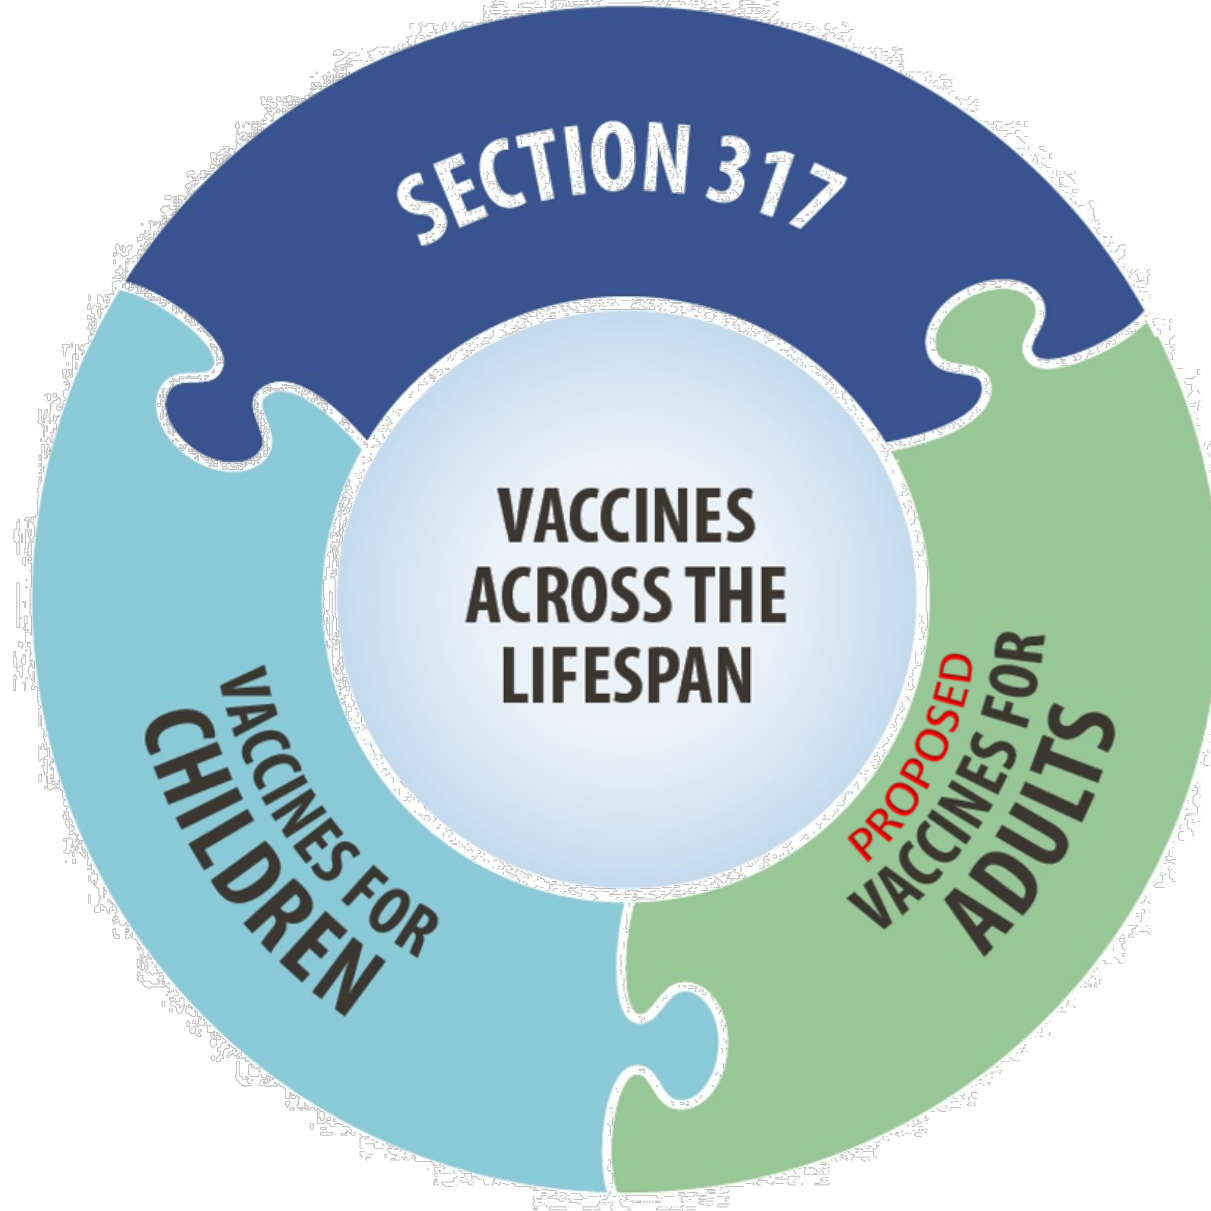 SECTION 317
VACCINES
ACROSS THE
LIFESPAN
VACCINES FOR
CHILDREN
PROPOSED
VACCINES FOR
ADULTS